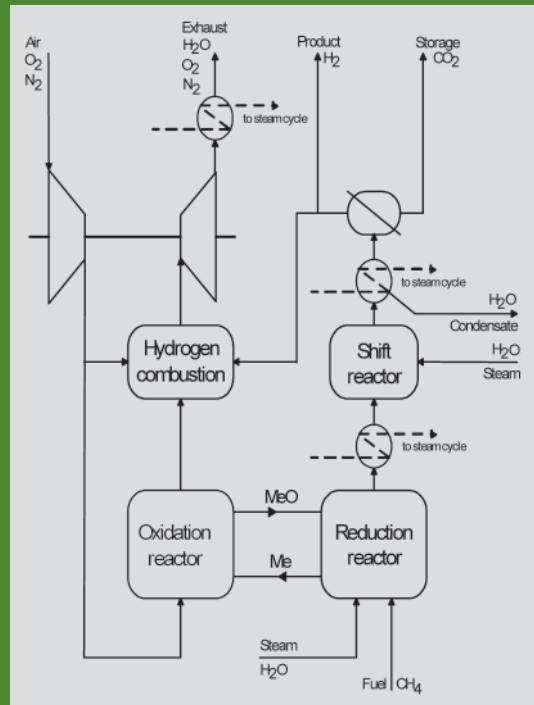 Air
O₂
N₂
Exhaust
H₂O
O₂
N₂
Product
H₂
Storage
CO₂
to steam cycle
to steam cycle
H₂O
Condensate
Hydrogen
combustion
Shift
reactor
H₂O
Steam
to steam cycle
MeO
Oxidation
reactor
Reduction
reactor
Me
Steam
H₂O
Fuel CH₄